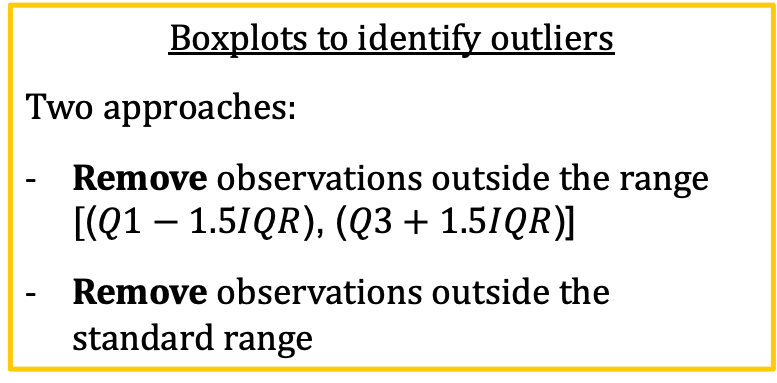 Boxplots to identify outliers
Two approaches:
- Remove observations outside the range
[(Q1 − 1.5IQR), (Q3 + 1.5IQR)]
- Remove observations outside the
standard range